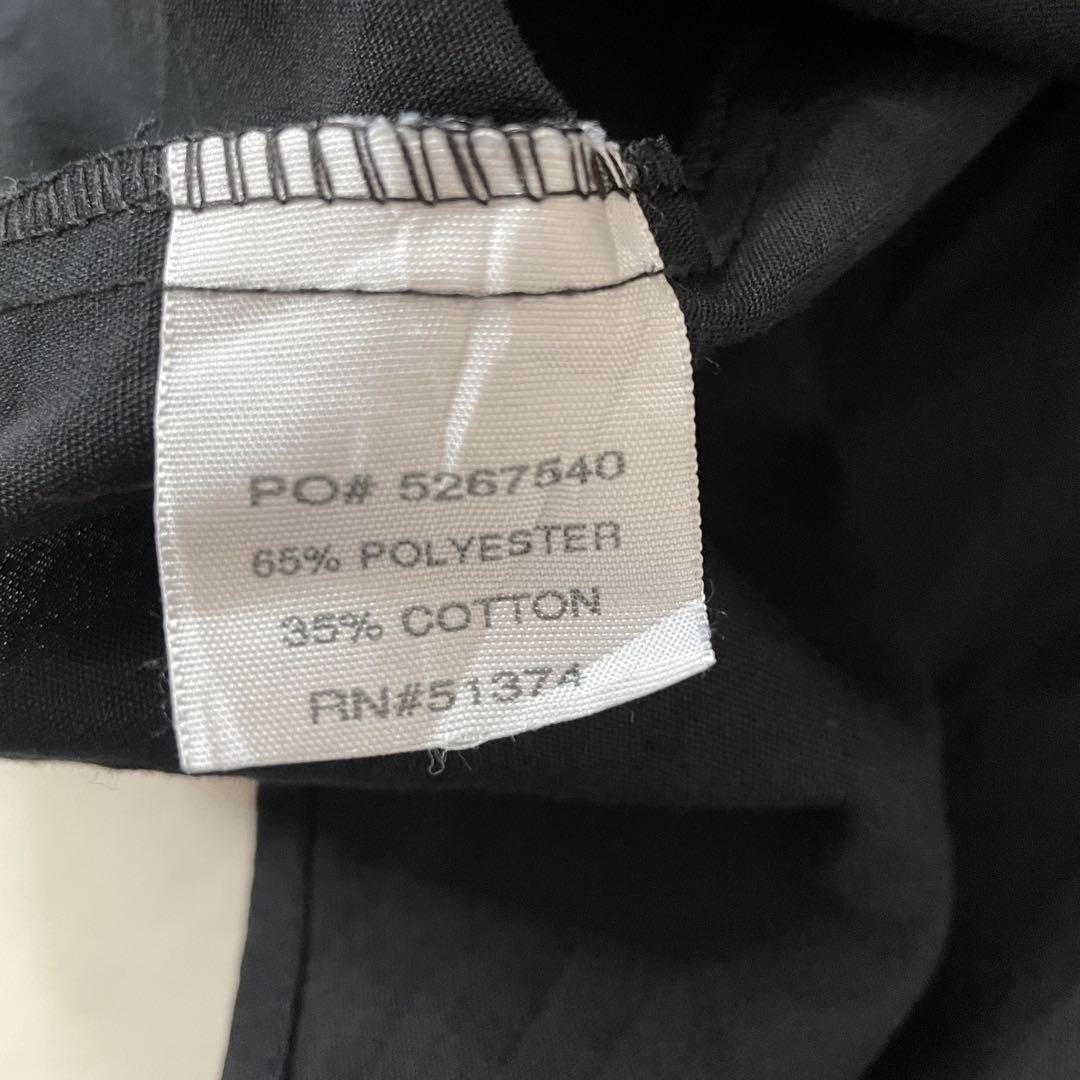 PO# 5267540
65% POLYESTER
35% COTTON
RN#51374